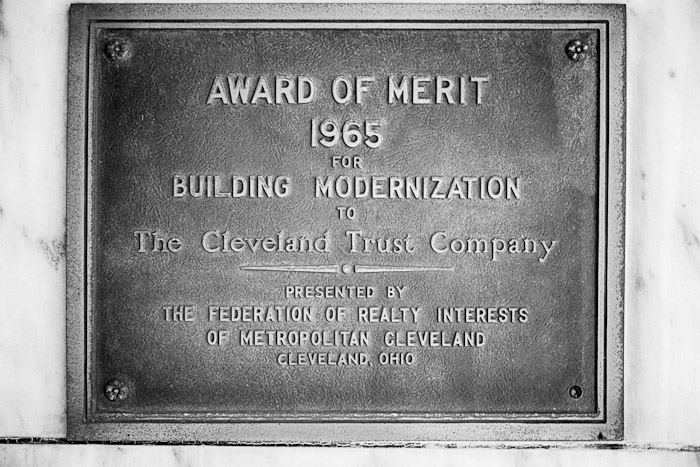 AWARD OF MERIT
1965
FOR
BUILDING MODERNIZATION
TO
The Cleveland Trust Company
PRESENTED BY
THE FEDERATION OF REALTY INTERESTS
OF METROPOLITAN CLEVELAND
CLEVELAND, OHIO